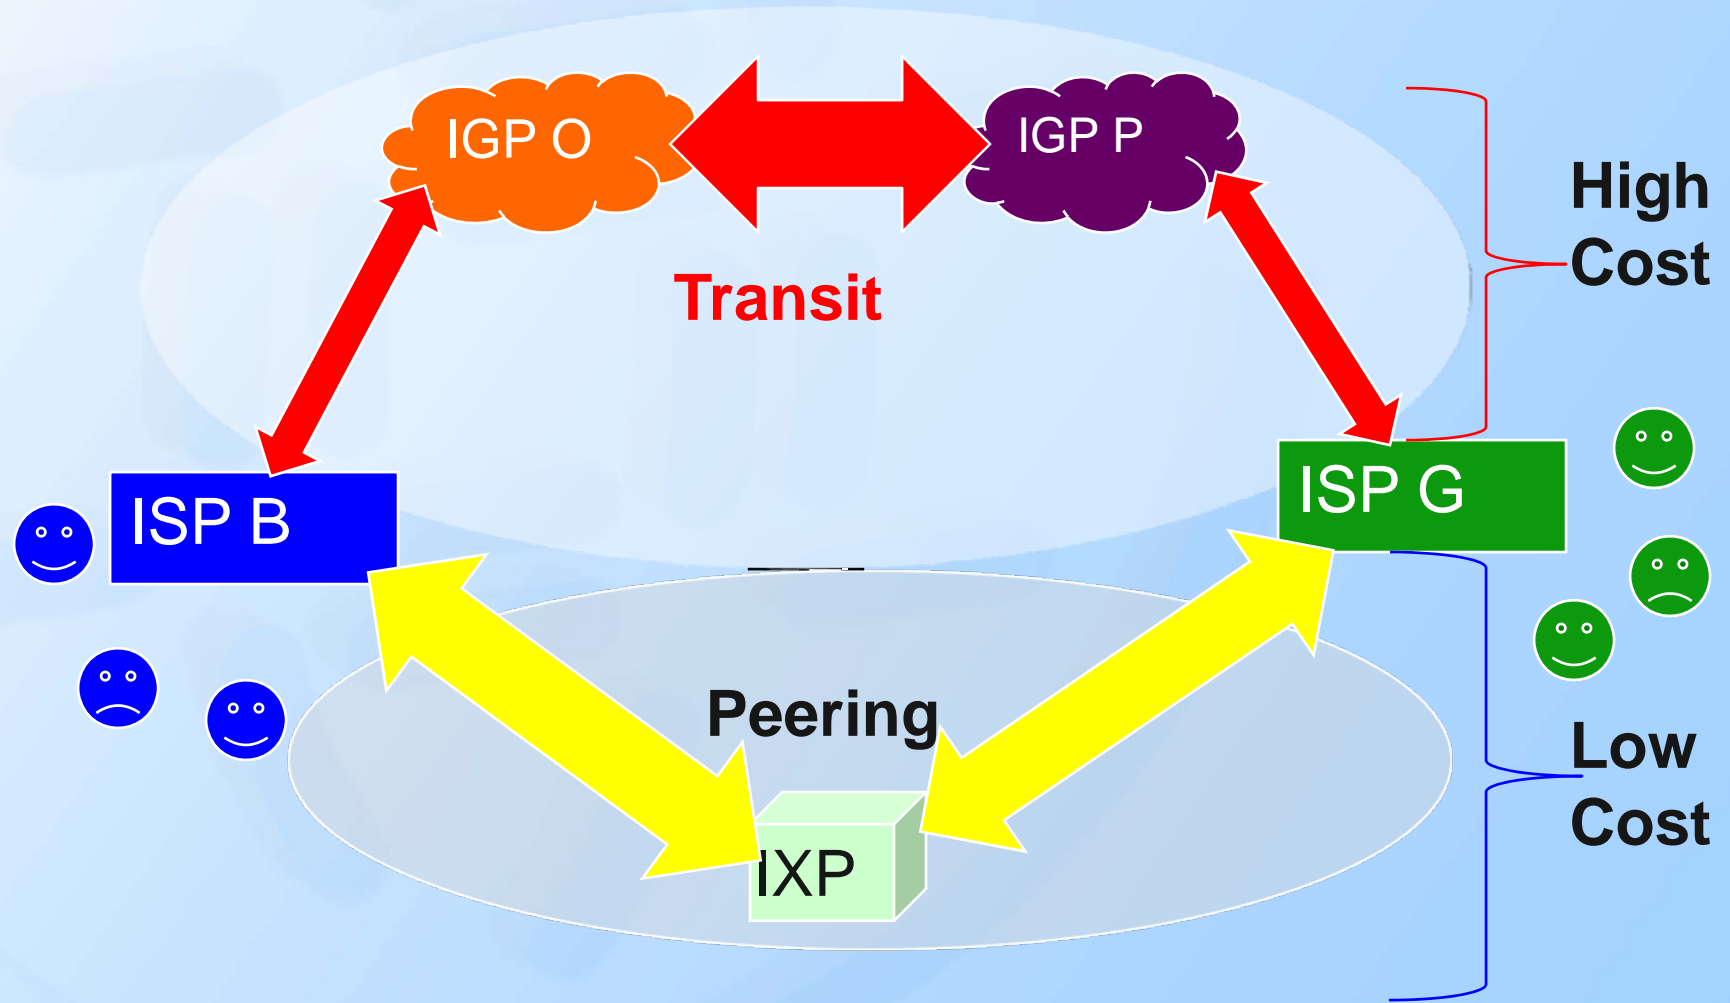 IGP O
IGP P
High
Cost
Transit
ISP B
ISP G
Peering
Low
Cost
IXP